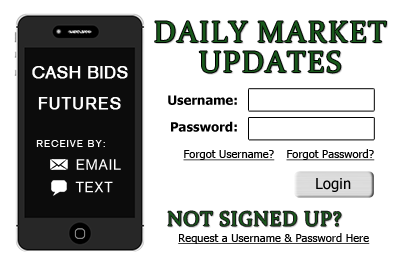 CASH BIDS
FUTURES
RECEIVE BY:
EMAIL
TEXT
DAILY MARKET
UPDATES
Username:
Password:
Forgot Username? Forgot Password?
Login
NOT SIGNED UP?
Request a Username & Password Here